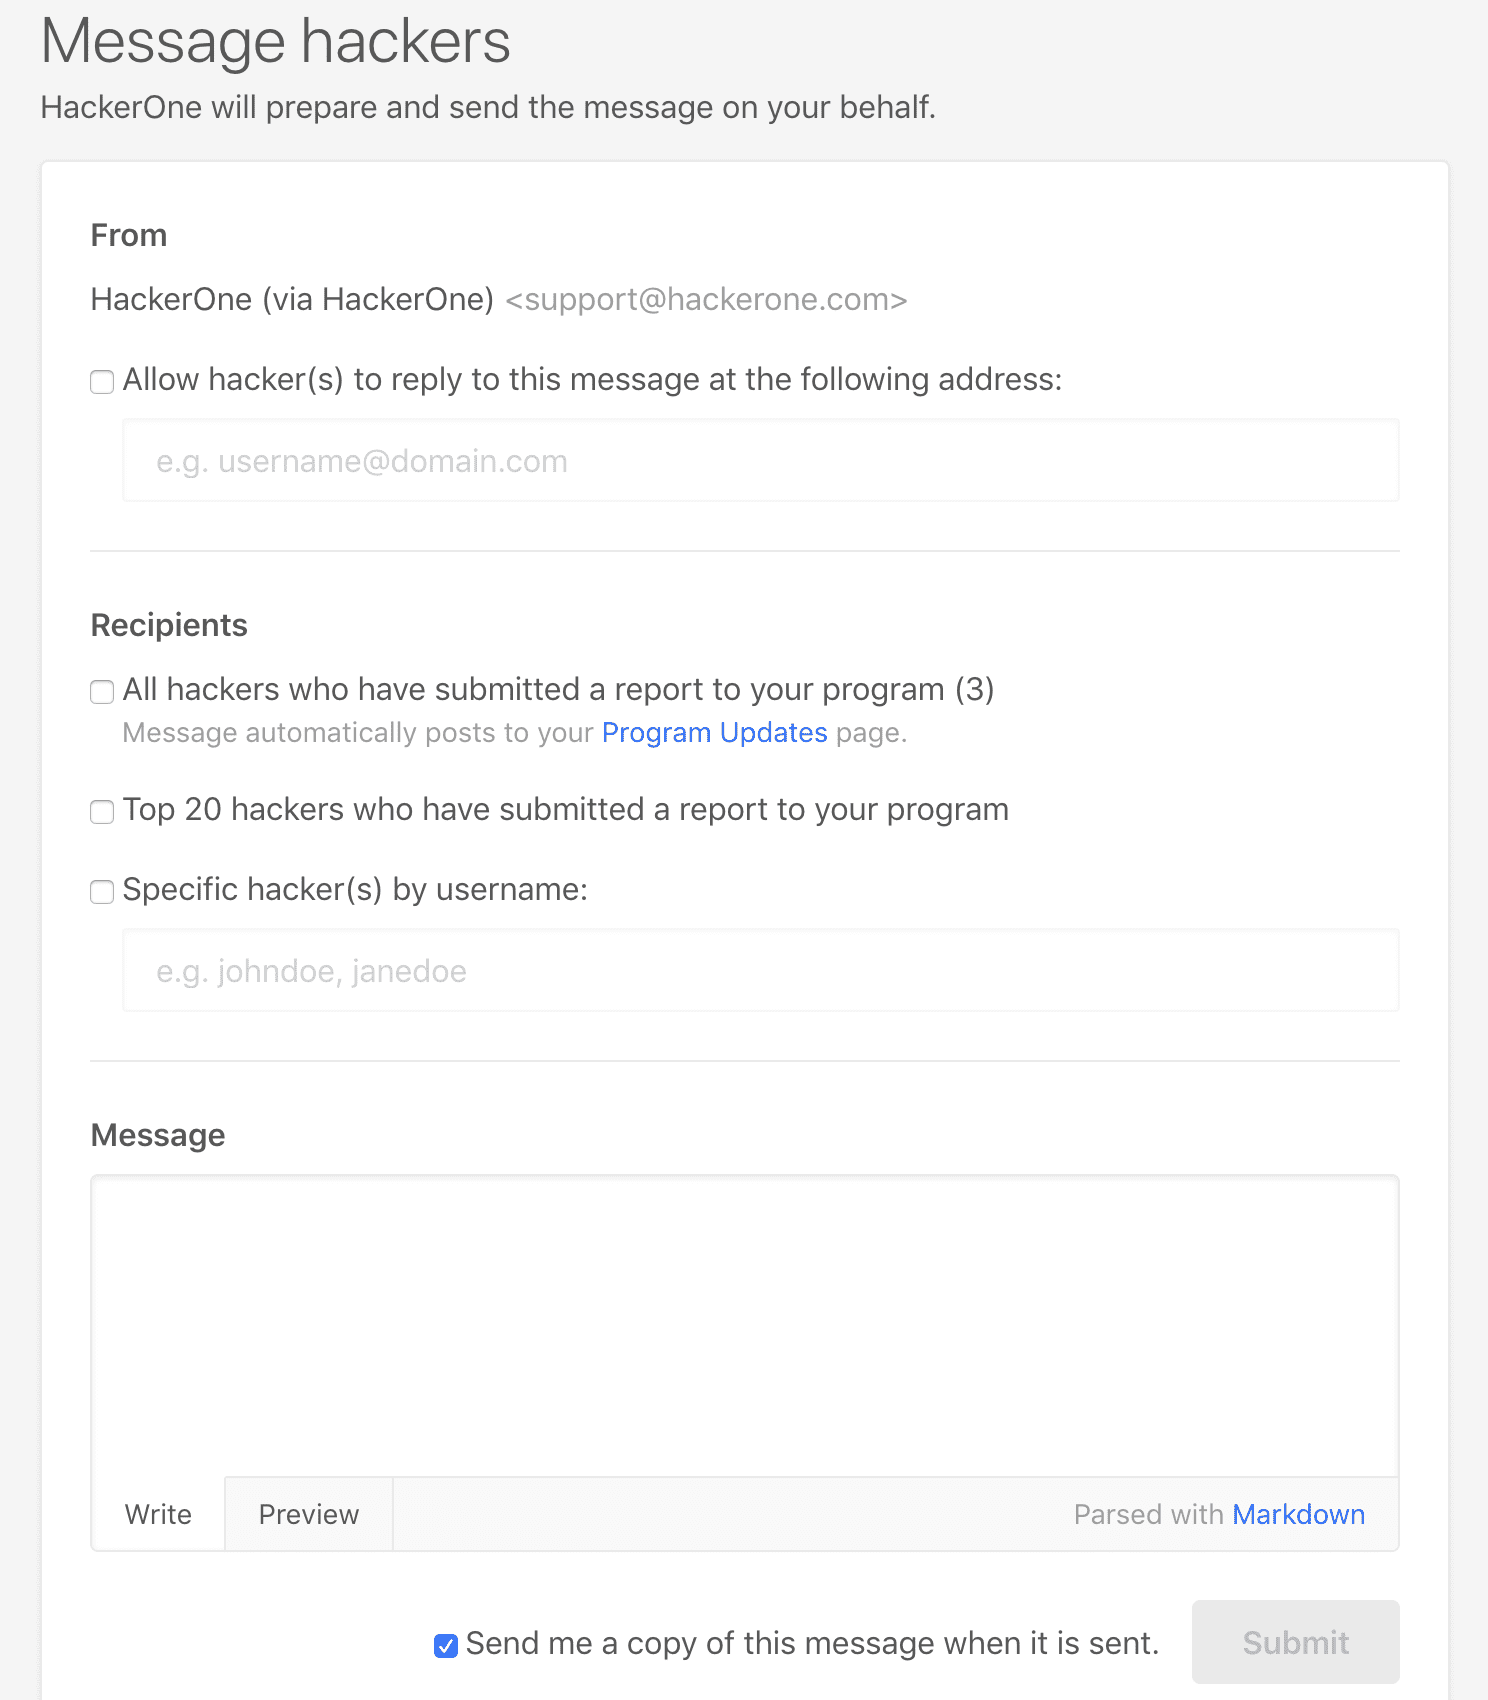 Message hackers
HackerOne will prepare and send the message on your behalf.
From
HackerOne (via HackerOne) <support@hackerone.com>
Allow hacker(s) to reply to this message at the following address:
e.g. username@domain.com
Recipients
All hackers who have submitted a report to your program (3)
Message automatically posts to your Program Updates page.
Top 20 hackers who have submitted a report to your program
Specific hacker(s) by username:
e.g. johndoe, janedoe
Message
Write Preview Parsed with Markdown
Send me a copy of this message when it is sent. Submit